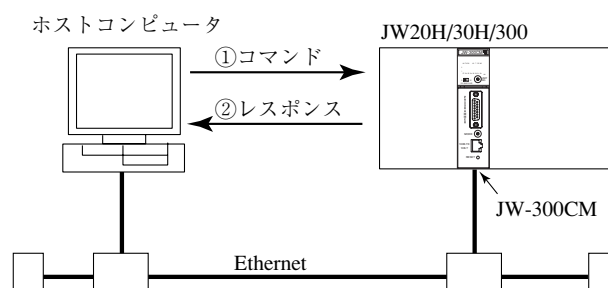 ホストコンピュータ
JW20H/30H/300
①コマンド
②レスポンス
JW-300CM
Ethernet